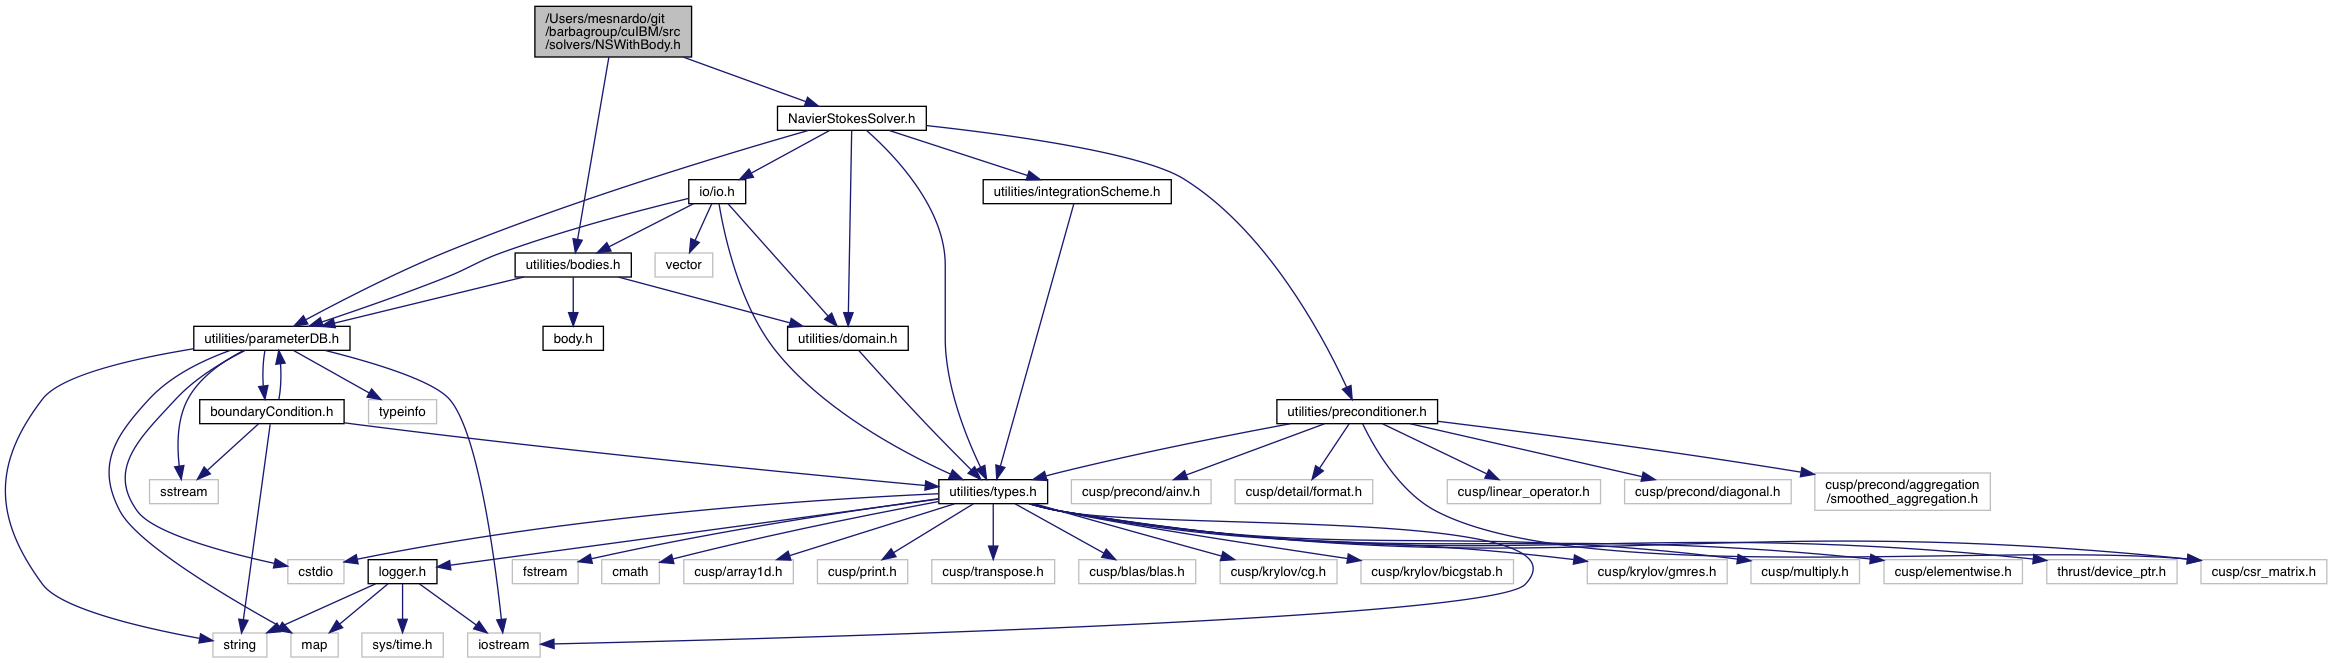 /Users/mesnardo/git
/barbagroup/cuIBM/src
/solvers/NSWithBody.h
NavierStokesSolver.h
io/io.h
utilities/integrationScheme.h
utilities/bodies.h
vector
utilities/parameterDB.h
body.h
utilities/domain.h
boundaryCondition.h
typeinfo
utilities/preconditioner.h
sstream
utilities/types.h
cusp/precond/ainv.h
cusp/detail/format.h
cusp/linear_operator.h
cusp/precond/diagonal.h
cusp/precond/aggregation
/smoothed_aggregation.h
cstdio
logger.h
fstream
cmath
cusp/array1d.h
cusp/print.h
cusp/transpose.h
cusp/blas/blas.h
cusp/krylov/cg.h
cusp/krylov/bicgstab.h
cusp/krylov/gmres.h
cusp/multiply.h
cusp/elementwise.h
thrust/device_ptr.h
cusp/csr_matrix.h
string
map
sys/time.h
iostream